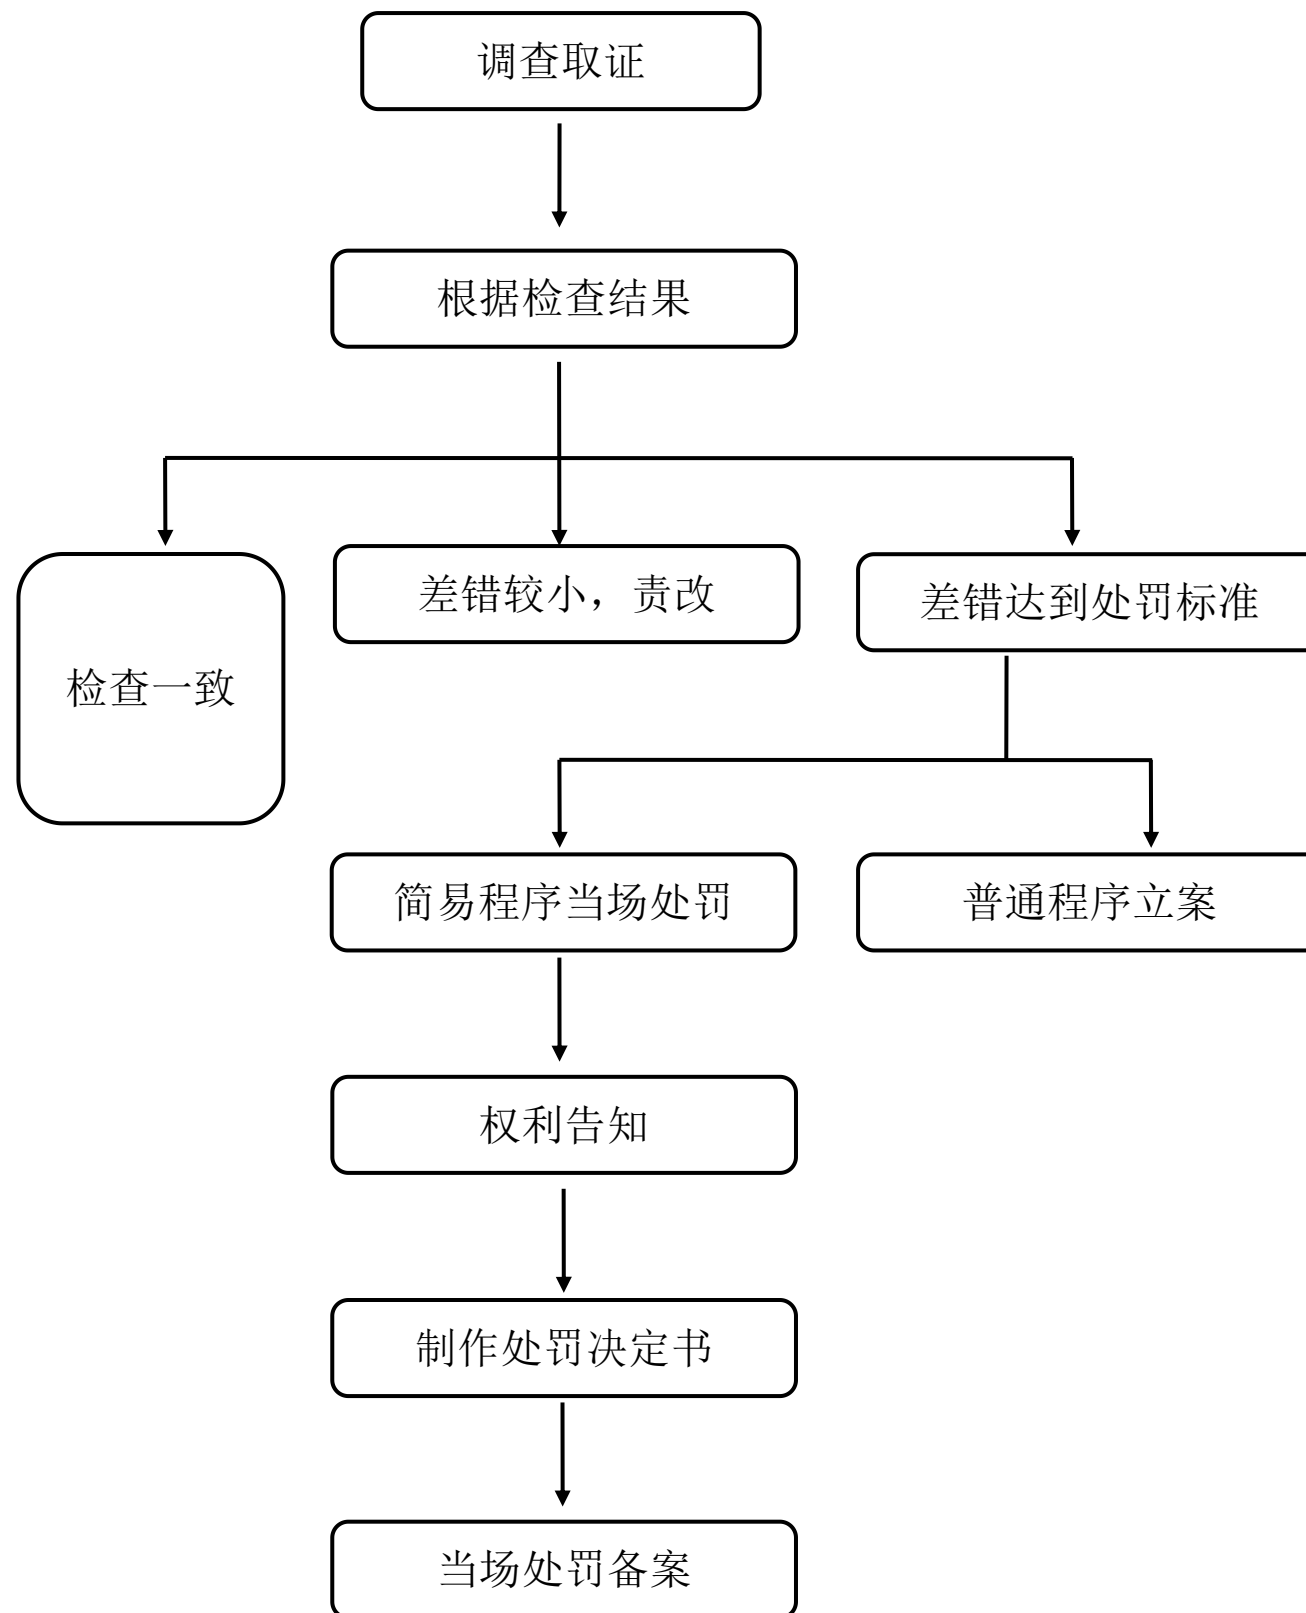 调查取证
根据检查结果
检查一致
差错较小，责改
差错达到处罚标准
简易程序当场处罚
普通程序立案
权利告知
制作处罚决定书
当场处罚备案